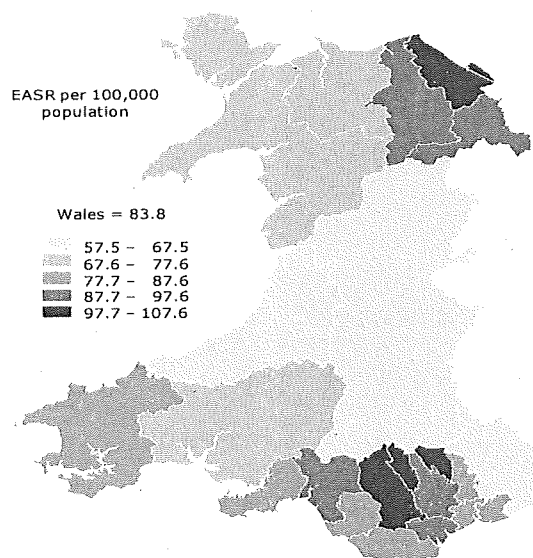 EASR per 100,000
population
Wales = 83.8
57.5 – 67.5
67.6 – 77.6
77.7 – 87.6
87.7 – 97.6
97.7 – 107.6